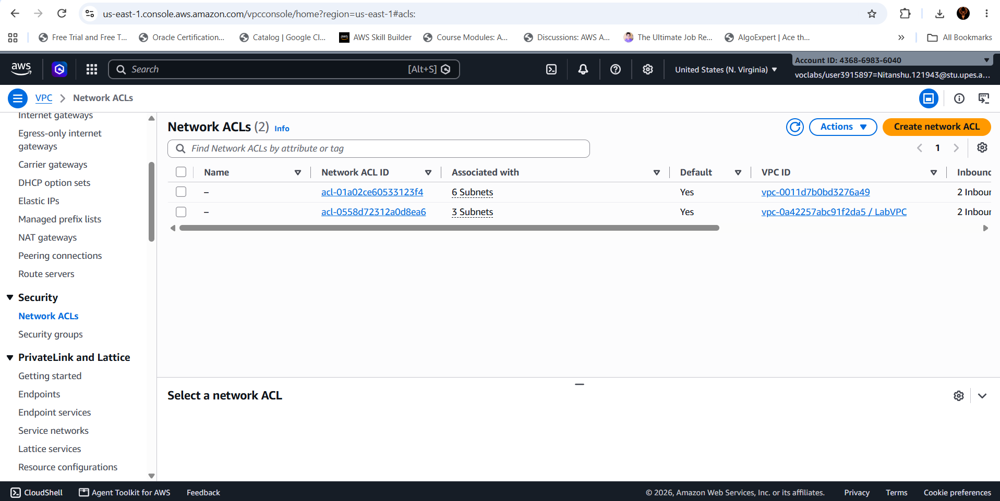 us-east-1.console.aws.amazon.com/vpcconsole/home?region=us-east-1#acls:
Free Trial and Free T...
Oracle Certification...
Catalog | Google Cl...
aws
AWS Skill Builder
Course Modules: A...
Discussions: AWS A...
The Ultimate Job Re...
AlgoExpert | Ace th...
All Bookmarks
aws
Search
[Alt+S]
United States (N. Virginia)
Account ID: 4368-6983-6040
voclabs/user3915897=Nitanshu.121943@stu.upes.a...
VPC
Network ACLs
Internet gateways
Egress-only internet
gateways
Carrier gateways
DHCP option sets
Elastic IPs
Managed prefix lists
NAT gateways
Peering connections
Route servers
Security
Network ACLs
Security groups
PrivateLink and Lattice
Getting started
Endpoints
Endpoint services
Service networks
Lattice services
Resource configurations
Network ACLs (2) Info
Actions
Create network ACL
Find Network ACLs by attribute or tag
1
Name Network ACL ID Associated with Default VPC ID Inbounc
– acl-01a02ce60533123f4 6 Subnets Yes vpc-0011d7b0bd3276a49 2 Inbour
– acl-0558d72312a0d8ea6 3 Subnets Yes vpc-0a42257abc91f2da5 / LabVPC 2 Inbour
Select a network ACL
CloudShell Agent Toolkit for AWS Feedback
© 2026, Amazon Web Services, Inc. or its affiliates. Privacy Terms Cookie preferences